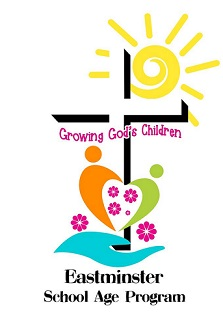 Growing God's Children
Eastminster
School Age Program